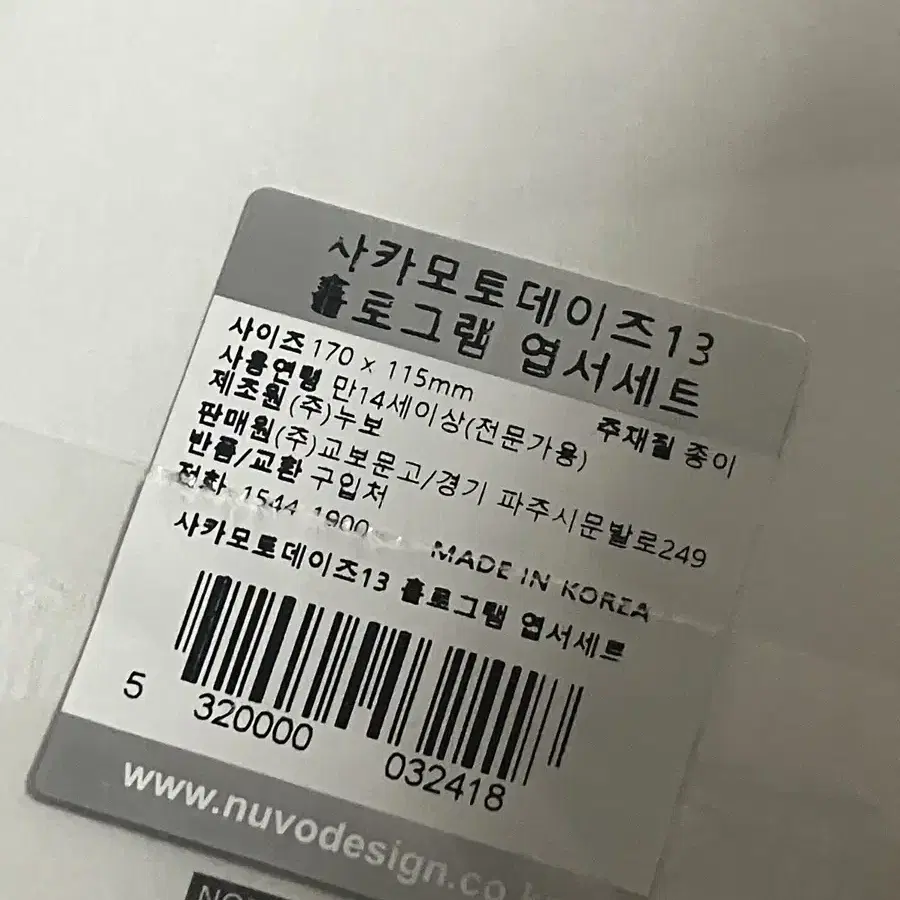 사카모토데이즈13
홀토그램 엽서세트
사이즈 170 x 115mm 주재질 종이
사용연령 만14세이상(전문가용)
제조원 (주)누보
판매원(주)교보문고/경기 파주시문발로249
반품/교환 구입처
전화 1544 1900 MADE IN KOREA
사카모토데이즈13 홀로그램 엽서세트
5 320000 032418
www.nuvodesign.co.k